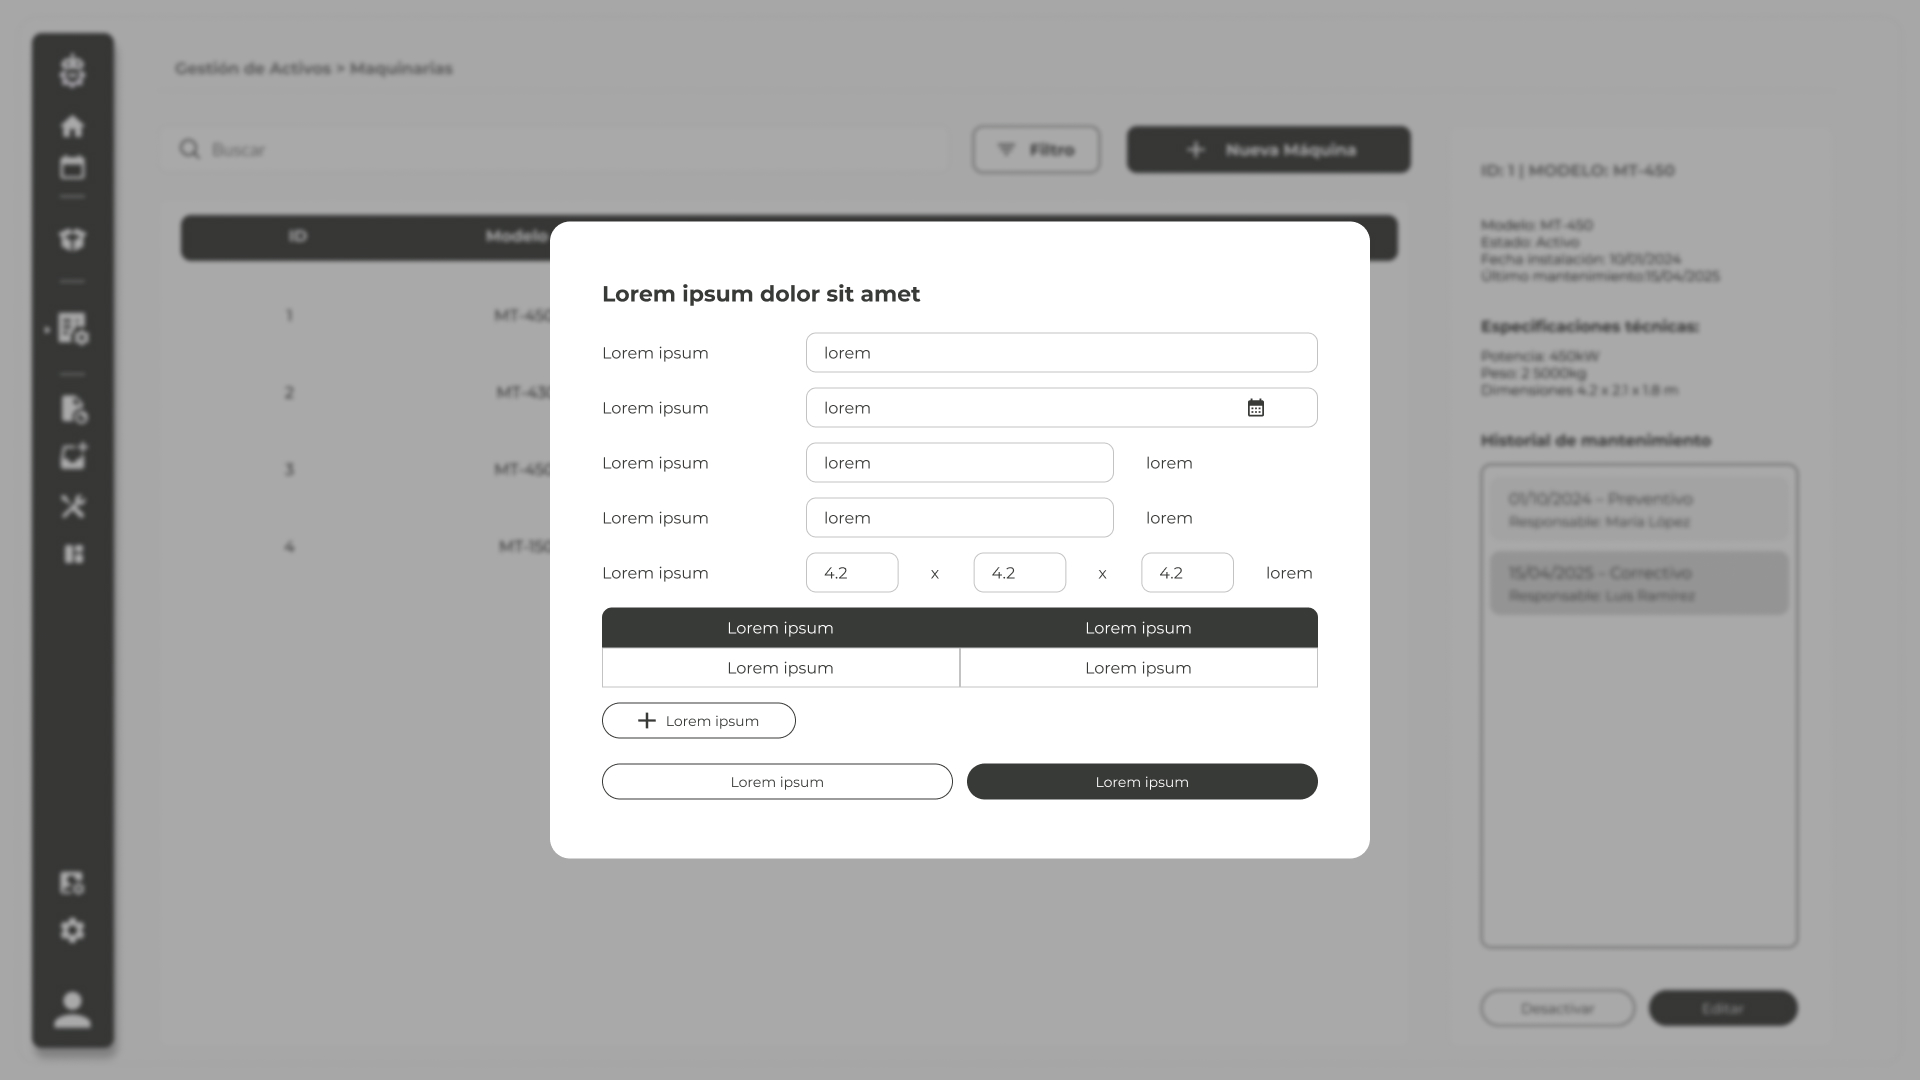 Gestión de Activos > Maquinarias
Buscar
Filtro
Nueva Máquina
ID Modelo
1 MT-450
2 MT-430
3 MT-450
4 MT-150
Lorem ipsum dolor sit amet
Lorem ipsum lorem
Lorem ipsum lorem
Lorem ipsum lorem lorem
Lorem ipsum lorem lorem
Lorem ipsum 4.2 x 4.2 x 4.2 lorem
Lorem ipsum Lorem ipsum
Lorem ipsum Lorem ipsum
Lorem ipsum
Lorem ipsum Lorem ipsum
ID: 1 | MODELO: MT-450
Modelo: MT-450
Estado: Activo
Fecha instalación: 10/01/2024
Último mantenimiento:15/04/2025
Especificaciones técnicas:
Potencia: 450kW
Peso: 2 5000kg
Dimensiones 4.2 x 2.1 x 1.8 m
Historial de mantenimiento
01/10/2024 – Preventivo
Responsable: María López
15/04/2025 – Correctivo
Responsable: Luis Ramírez
Desactivar
Editar